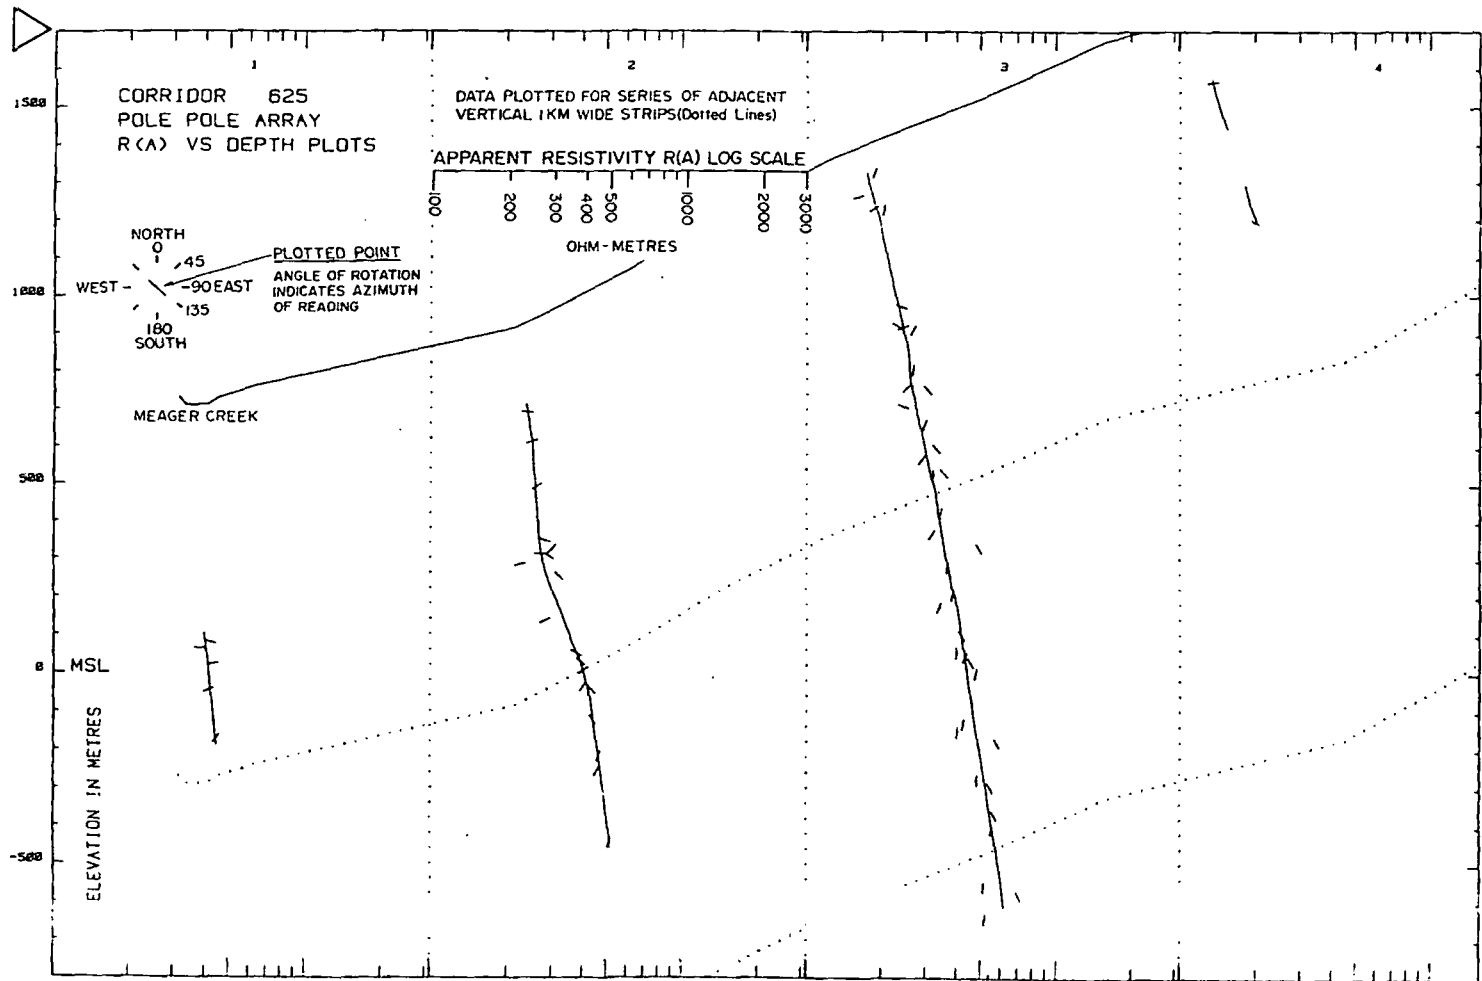 1
2
3
4
CORRIDOR 625
POLE POLE ARRAY
R(A) VS DEPTH PLOTS
DATA PLOTTED FOR SERIES OF ADJACENT
VERTICAL 1KM WIDE STRIPS(Dotted Lines)
APPARENT RESISTIVITY R(A) LOG SCALE
100 200 300 400 500 1000 2000 3000
OHM-METRES
NORTH
0
45
WEST
90 EAST
135
180
SOUTH
PLOTTED POINT
ANGLE OF ROTATION
INDICATES AZIMUTH
OF READING
MEAGER CREEK
1500
1000
500
0
MSL
-500
ELEVATION IN METRES